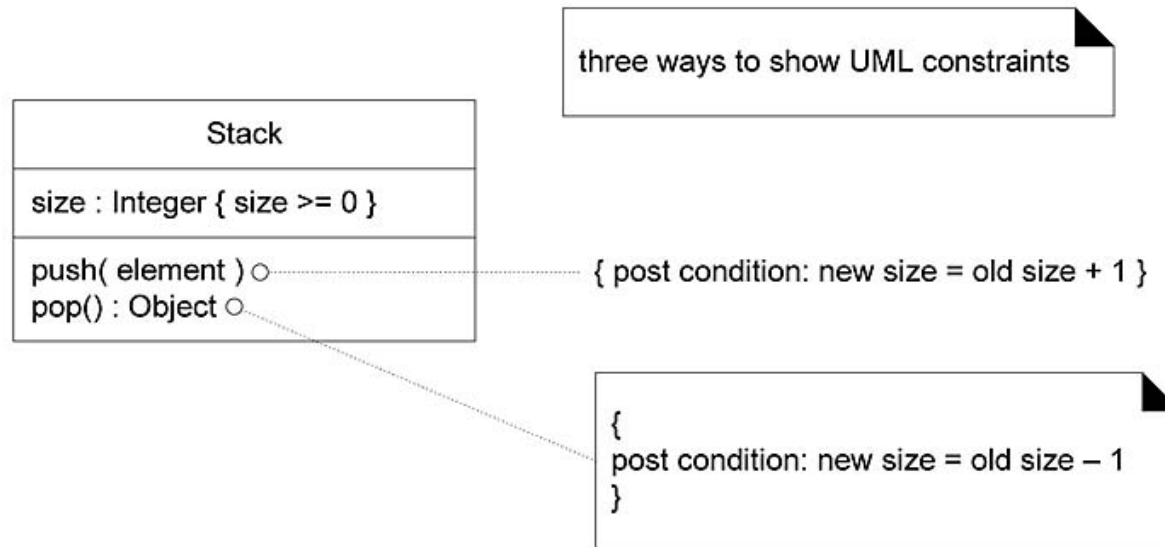 three ways to show UML constraints
Stack
size : Integer { size >= 0 }
push( element )
{ post condition: new size = old size + 1 }
pop() : Object
{
post condition: new size = old size – 1
}